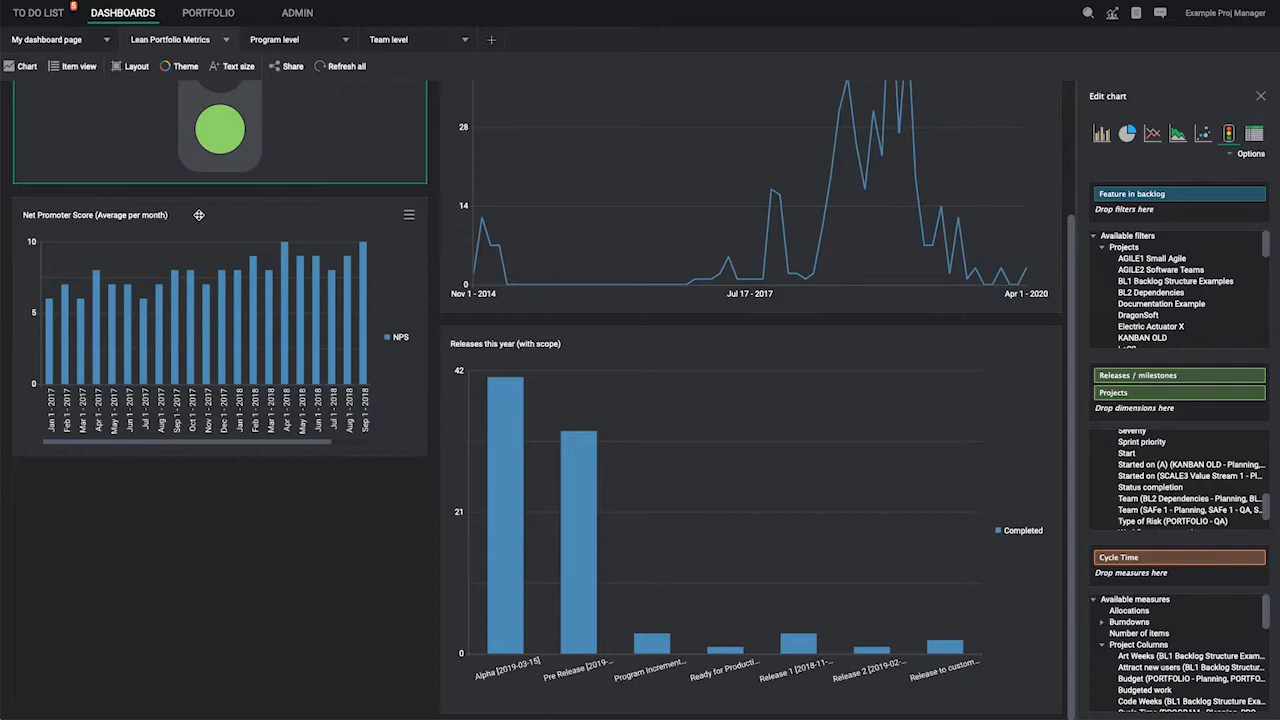 TO DO LIST 5 DASHBOARDS PORTFOLIO ADMIN Example Proj Manager
My dashboard page Lean Portfolio Metrics Program level Team level
Chart Item view Layout Theme Text size Share Refresh all
Edit chart
Options
28
14
0
Nov 1 - 2014 Jul 17 - 2017 Apr 1 - 2020
Net Promoter Score (Average per month)
10
5
0
NPS
Jan 1 - 2017
Feb 1 - 2017
Mar 1 - 2017
Apr 1 - 2017
May 1 - 2017
Jun 1 - 2017
Jul 1 - 2017
Aug 1 - 2017
Sep 1 - 2017
Oct 1 - 2017
Nov 1 - 2017
Dec 1 - 2017
Jan 1 - 2018
Feb 1 - 2018
Mar 1 - 2018
Apr 1 - 2018
May 1 - 2018
Jun 1 - 2018
Jul 1 - 2018
Aug 1 - 2018
Sep 1 - 2018
Releases this year (with scope)
42
21
0
Completed
Alpha [2019-03-15]
Pre Release [2019-...
Program Increment...
Ready for Producti...
Release 1 [2018-11-...
Release 2 [2019-02-...
Release to custom...
Feature in backlog
Drop filters here
Available filters
Projects
AGILE1 Small Agile
AGILE2 Software Teams
BL1 Backlog Structure Examples
BL2 Dependencies
Documentation Example
DragonSoft
Electric Actuator X
KANBAN OLD
Releases / milestones
Projects
Drop dimensions here
Severity
Sprint priority
Start
Started on (A) (KANBAN OLD - Planning,...
Started on (SCALE3 Value Stream 1 - Pl...
Status completion
Team (BL2 Dependencies - Planning, BL...
Team (SAFe 1 - Planning, SAFe 1 - QA, S...
Type of Risk (PORTFOLIO - QA)
Cycle Time
Drop measures here
Available measures
Allocations
Burndowns
Number of items
Project Columns
Art Weeks (BL1 Backlog Structure Exam...
Attract new users (BL1 Backlog Structur...
Budget (PORTFOLIO - Planning, PORTFO...
Budgeted work
Code Weeks (BL1 Backlog Structure Exa...